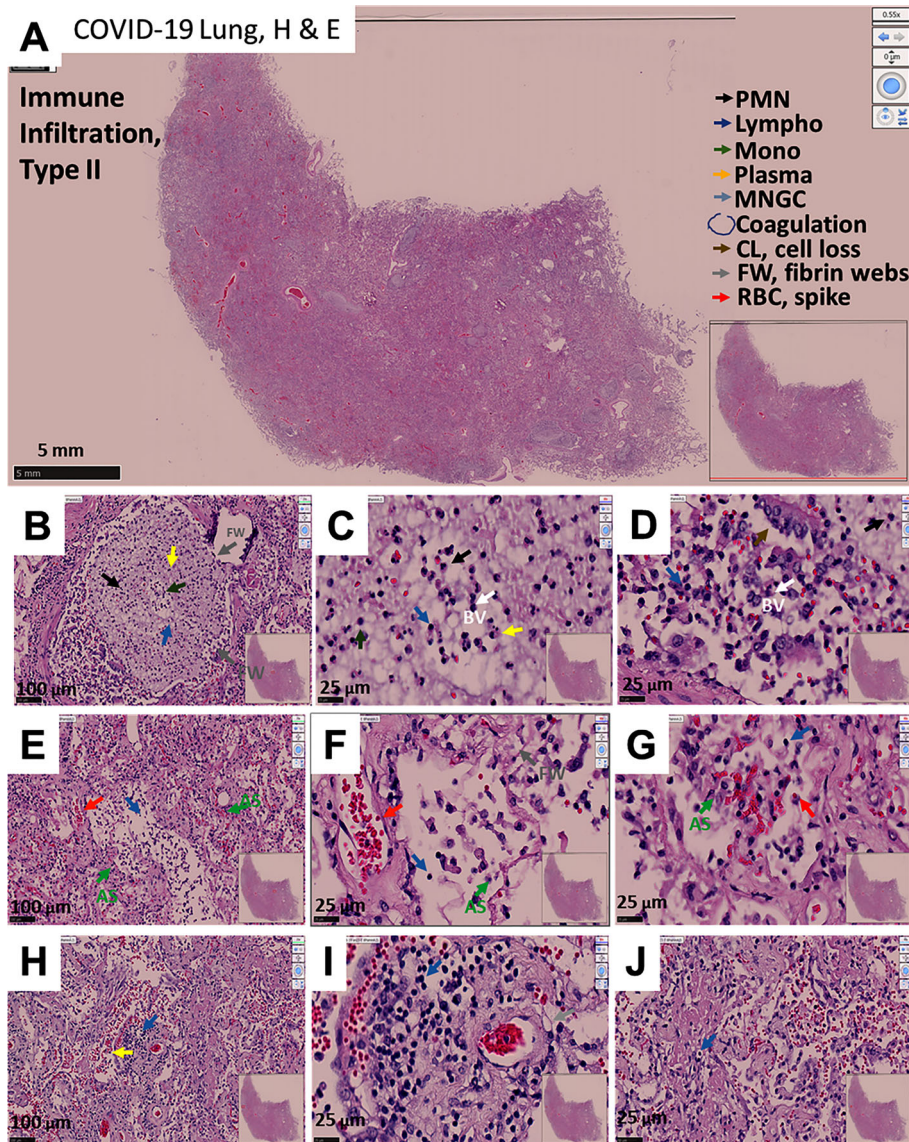 A
COVID-19 Lung, H & E
0.55x
0 µm
Immune
Infiltration,
Type II
PMN
Lympho
Mono
Plasma
MNGC
Coagulation
CL, cell loss
FW, fibrin webs
RBC, spike
5 mm
5 mm
B
FW
FW
100 µm
C
BV
25 µm
D
BV
25 µm
E
AS
AS
100 µm
F
FW
AS
25 µm
G
AS
25 µm
H
100 µm
I
25 µm
J
25 µm